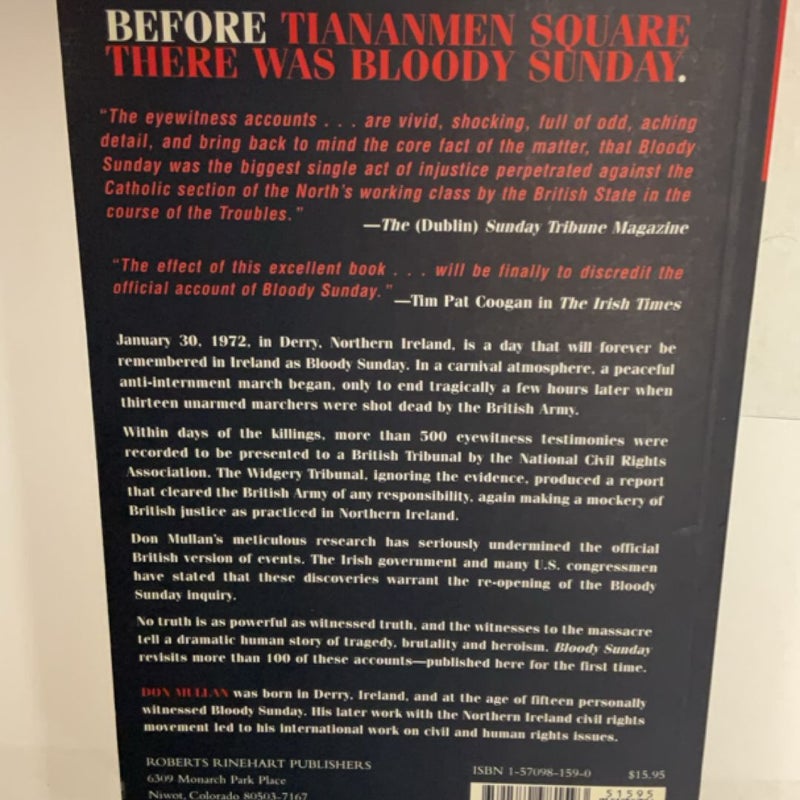 BEFORE TIANANMEN SQUARE
THERE WAS BLOODY SUNDAY.
"The eyewitness accounts . . . are vivid, shocking, full of odd, aching
detail, and bring back to mind the core fact of the matter, that Bloody
Sunday was the biggest single act of injustice perpetrated against the
Catholic section of the North's working class by the British State in the
course of the Troubles."
—The (Dublin) Sunday Tribune Magazine
"The effect of this excellent book . . . will be finally to discredit the
official account of Bloody Sunday."
—Tim Pat Coogan in The Irish Times
January 30, 1972, in Derry, Northern Ireland, is a day that will forever be
remembered in Ireland as Bloody Sunday. In a carnival atmosphere, a peaceful
anti-internment march began, only to end tragically a few hours later when
thirteen unarmed marchers were shot dead by the British Army.
Within days of the killings, more than 500 eyewitness testimonies were
recorded to be presented to a British Tribunal by the National Civil Rights
Association. The Widgery Tribunal, ignoring the evidence, produced a report
that cleared the British Army of any responsibility, again making a mockery of
British justice as practiced in Northern Ireland.
Don Mullan's meticulous research has seriously undermined the official
British version of events. The Irish government and many U.S. congressmen
have stated that these discoveries warrant the re-opening of the Bloody
Sunday inquiry.
No truth is as powerful as witnessed truth, and the witnesses to the massacre
tell a dramatic human story of tragedy, brutality and heroism. Bloody Sunday
revisits more than 100 of these accounts—published here for the first time.
DON MULLAN was born in Derry, Ireland, and at the age of fifteen personally
witnessed Bloody Sunday. His later work with the Northern Ireland civil rights
movement led to his international work on civil and human rights issues.
ROBERTS RINEHART PUBLISHERS
6309 Monarch Park Place
Niwot, Colorado 80503-7167
ISBN 1-57098-159-0 $15.95
51595